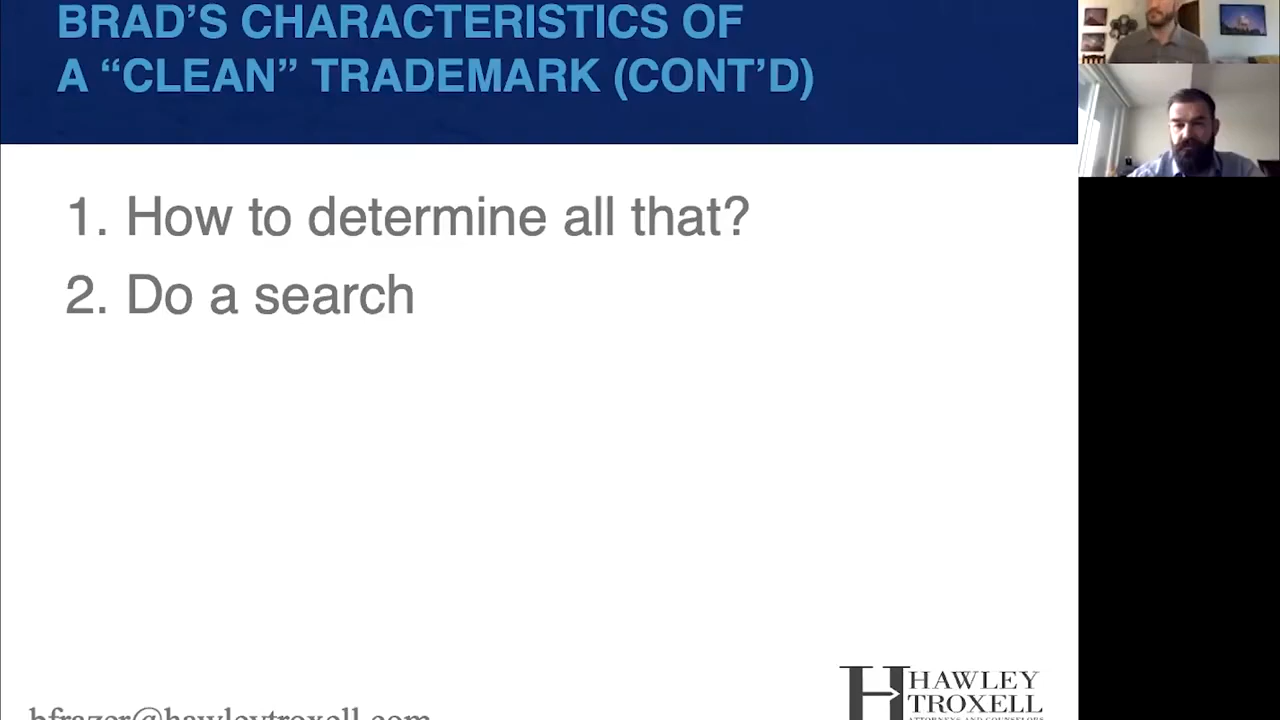 BRAD’S CHARACTERISTICS OF
A “CLEAN” TRADEMARK (CONT’D)
1. How to determine all that?
2. Do a search
bfrazer@hawleytroxell.com
HAWLEY
TROXELL
ATTORNEYS AND COUNSELORS